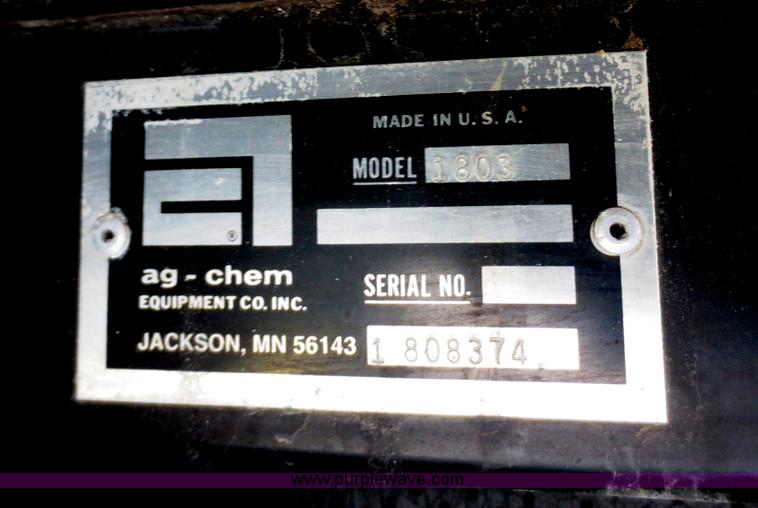 MADE IN U. S. A.
MODEL 1803
®
ag-chem
EQUIPMENT CO. INC.
SERIAL NO.
JACKSON, MN 56143
1 808374
www.purplewave.com